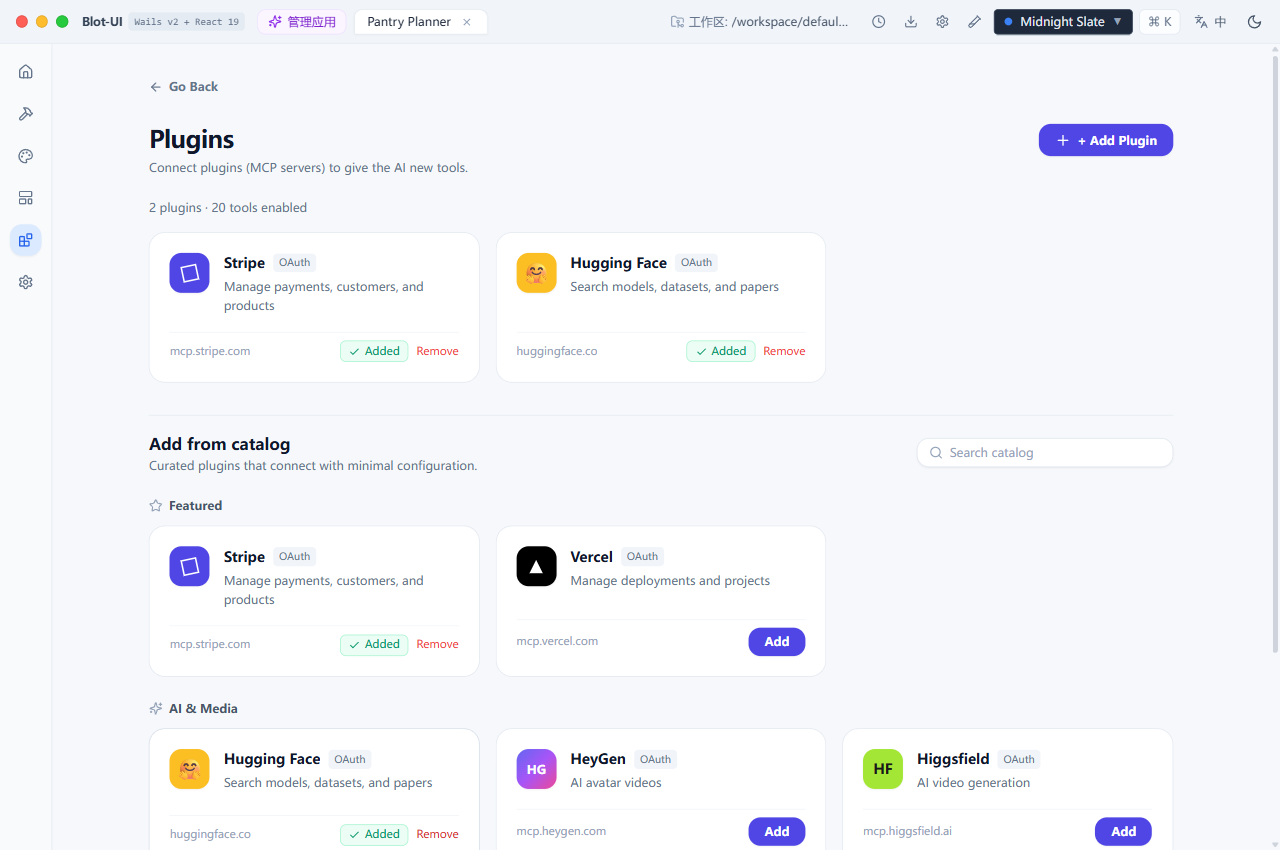 Blot-UI Wails v2 + React 19 管理应用 Pantry Planner 工作区: /workspace/defaul... Midnight Slate ▼ ⌘ K 中
Go Back
Plugins
+ Add Plugin
Connect plugins (MCP servers) to give the AI new tools.
2 plugins · 20 tools enabled
Stripe OAuth
Manage payments, customers, and
products
mcp.stripe.com Added Remove
Hugging Face OAuth
Search models, datasets, and papers
huggingface.co Added Remove
Add from catalog
Curated plugins that connect with minimal configuration.
Search catalog
Featured
Stripe OAuth
Manage payments, customers, and
products
mcp.stripe.com Added Remove
Vercel OAuth
Manage deployments and projects
mcp.vercel.com Add
AI & Media
Hugging Face OAuth
Search models, datasets, and papers
huggingface.co Added Remove
HG HeyGen OAuth
AI avatar videos
mcp.heygen.com Add
HF Higgsfield OAuth
AI video generation
mcp.higgsfield.ai Add